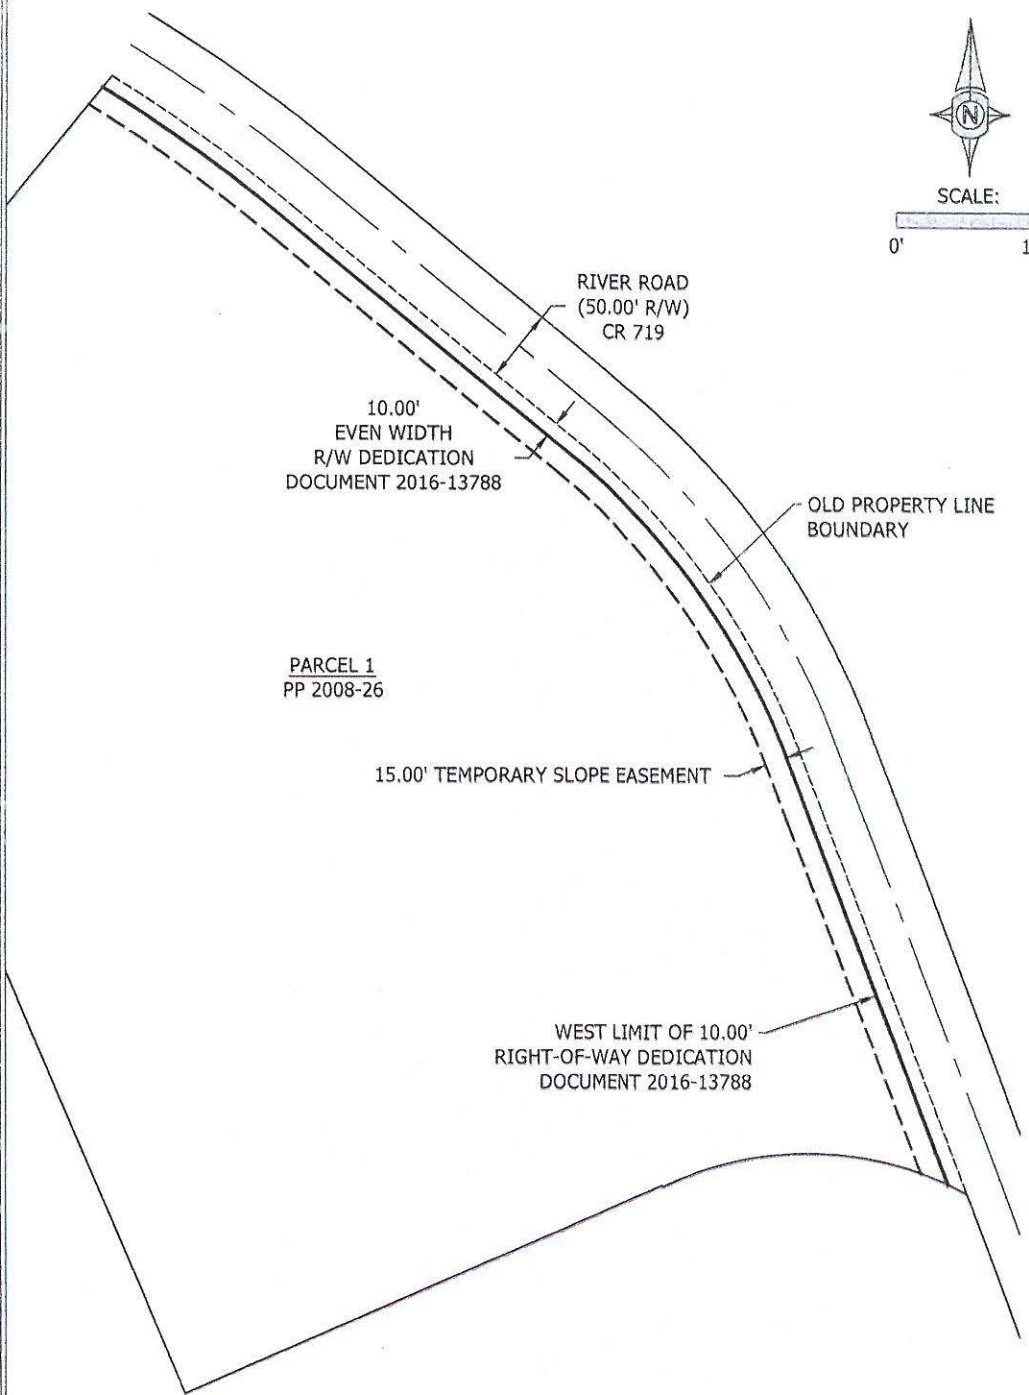 N
SCALE:
0'
RIVER ROAD
(50.00' R/W)
CR 719
10.00'
EVEN WIDTH
R/W DEDICATION
DOCUMENT 2016-13788
OLD PROPERTY LINE
BOUNDARY
PARCEL 1
PP 2008-26
15.00' TEMPORARY SLOPE EASEMENT
WEST LIMIT OF 10.00'
RIGHT-OF-WAY DEDICATION
DOCUMENT 2016-13788